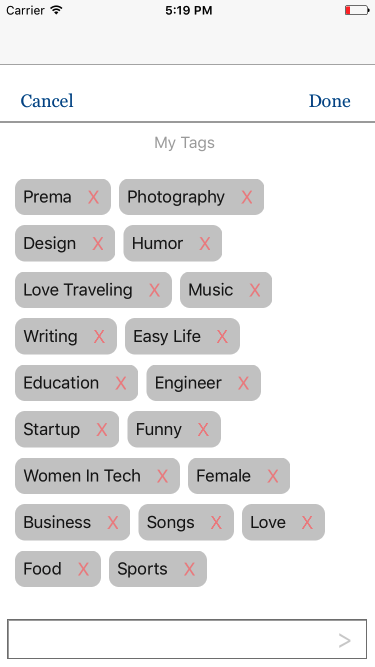 Carrier 5:19 PM
Cancel Done
My Tags
Prema X Photography X
Design X Humor X
Love Traveling X Music X
Writing X Easy Life X
Education X Engineer X
Startup X Funny X
Women In Tech X Female X
Business X Songs X Love X
Food X Sports X
>